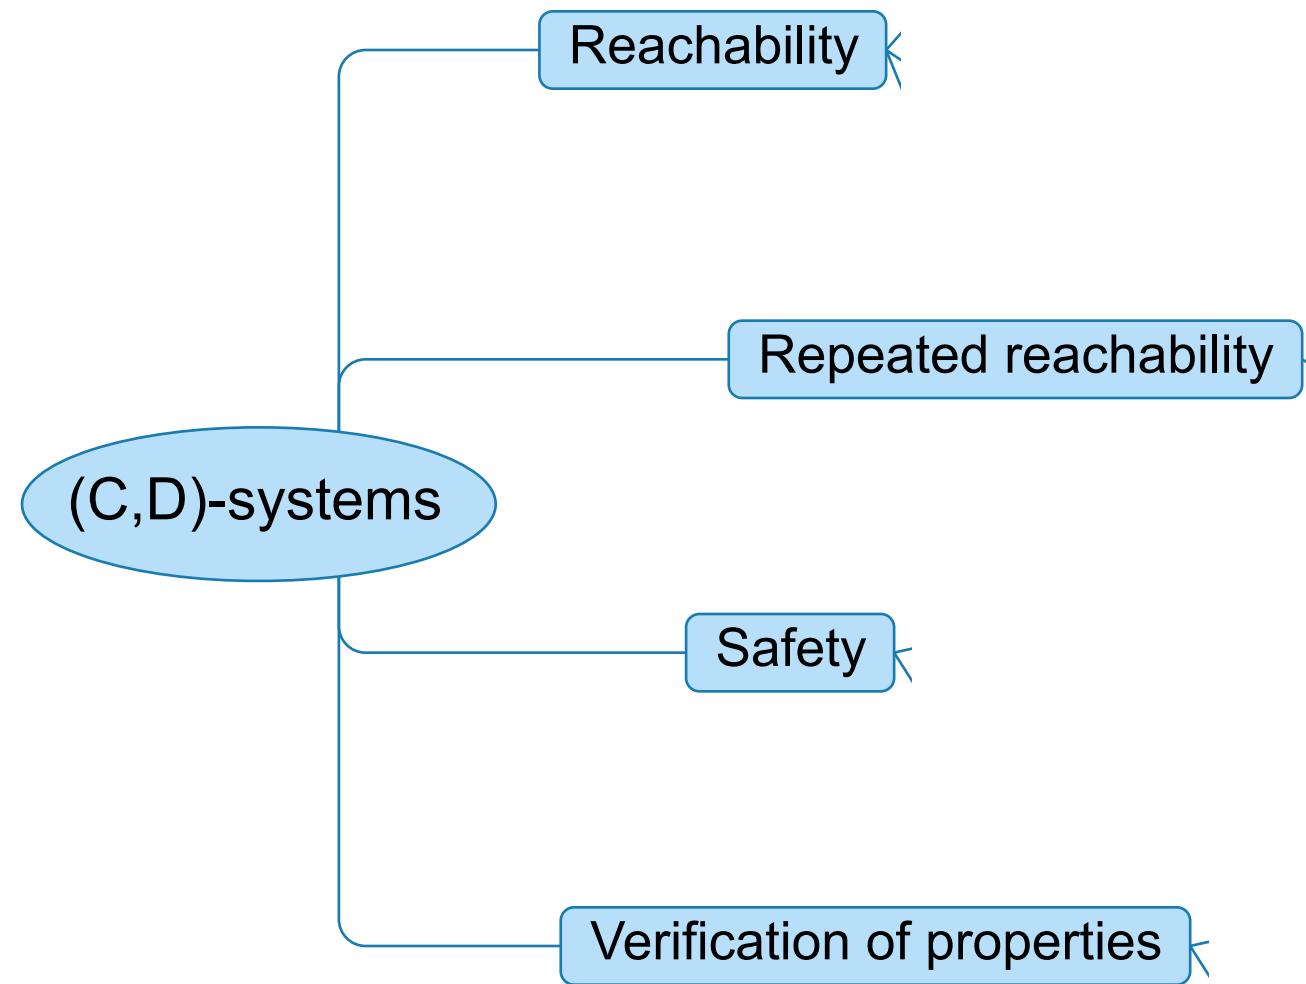 Reachability
Repeated reachability
(C,D)-systems
Safety
Verification of properties